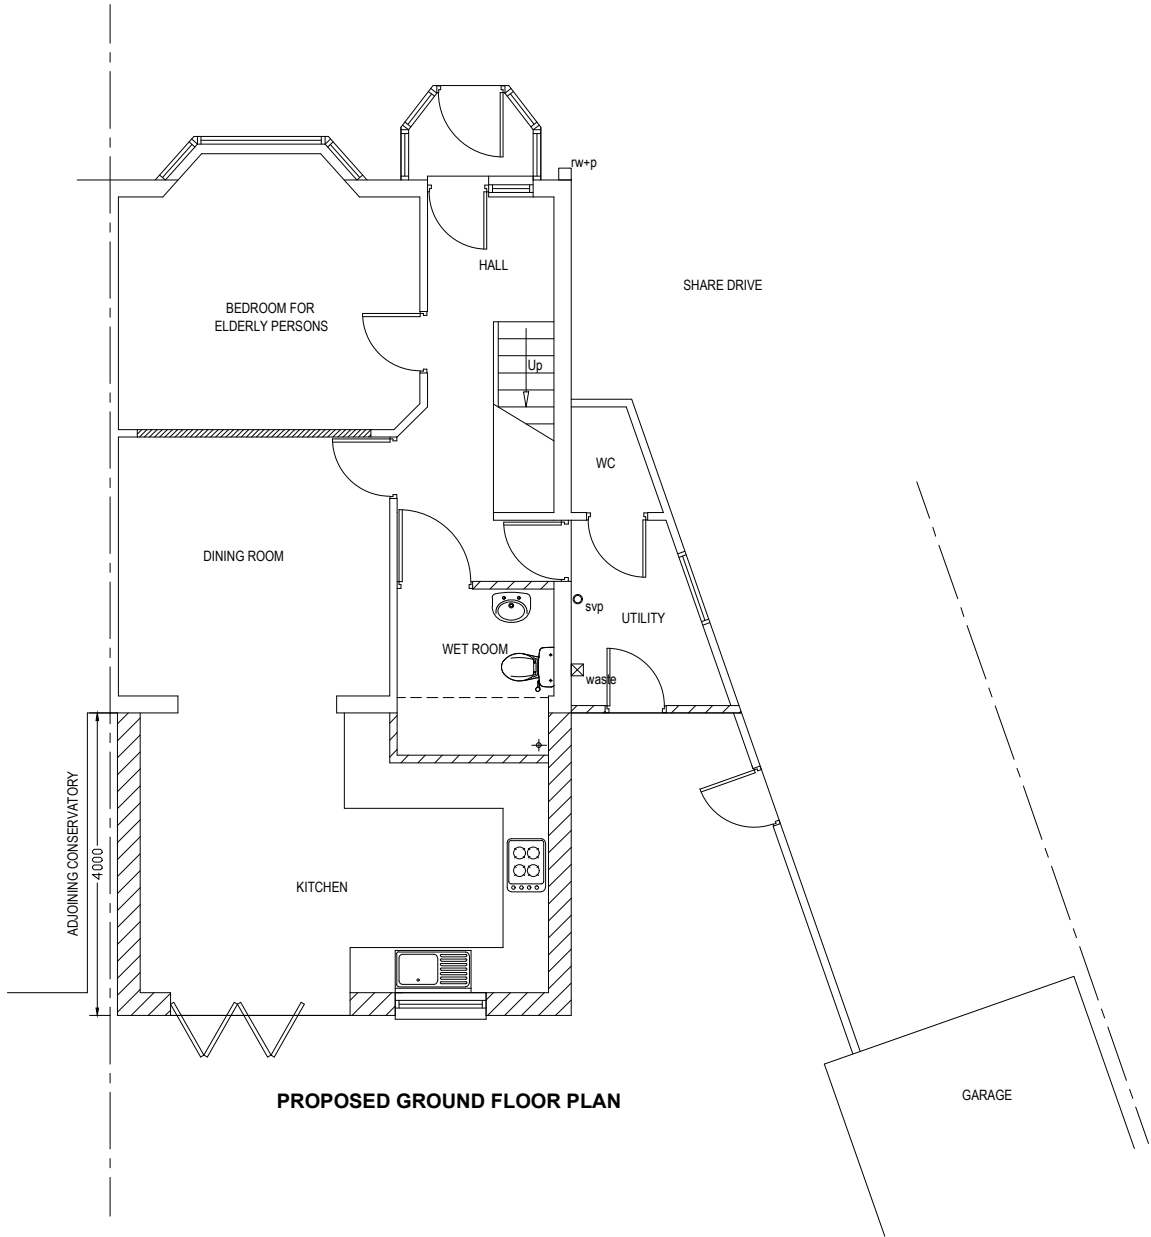 rw+p
HALL
SHARE DRIVE
BEDROOM FOR
ELDERLY PERSONS
Up
WC
DINING ROOM
svp
UTILITY
WET ROOM
waste
ADJOINING CONSERVATORY
4000
KITCHEN
PROPOSED GROUND FLOOR PLAN
GARAGE